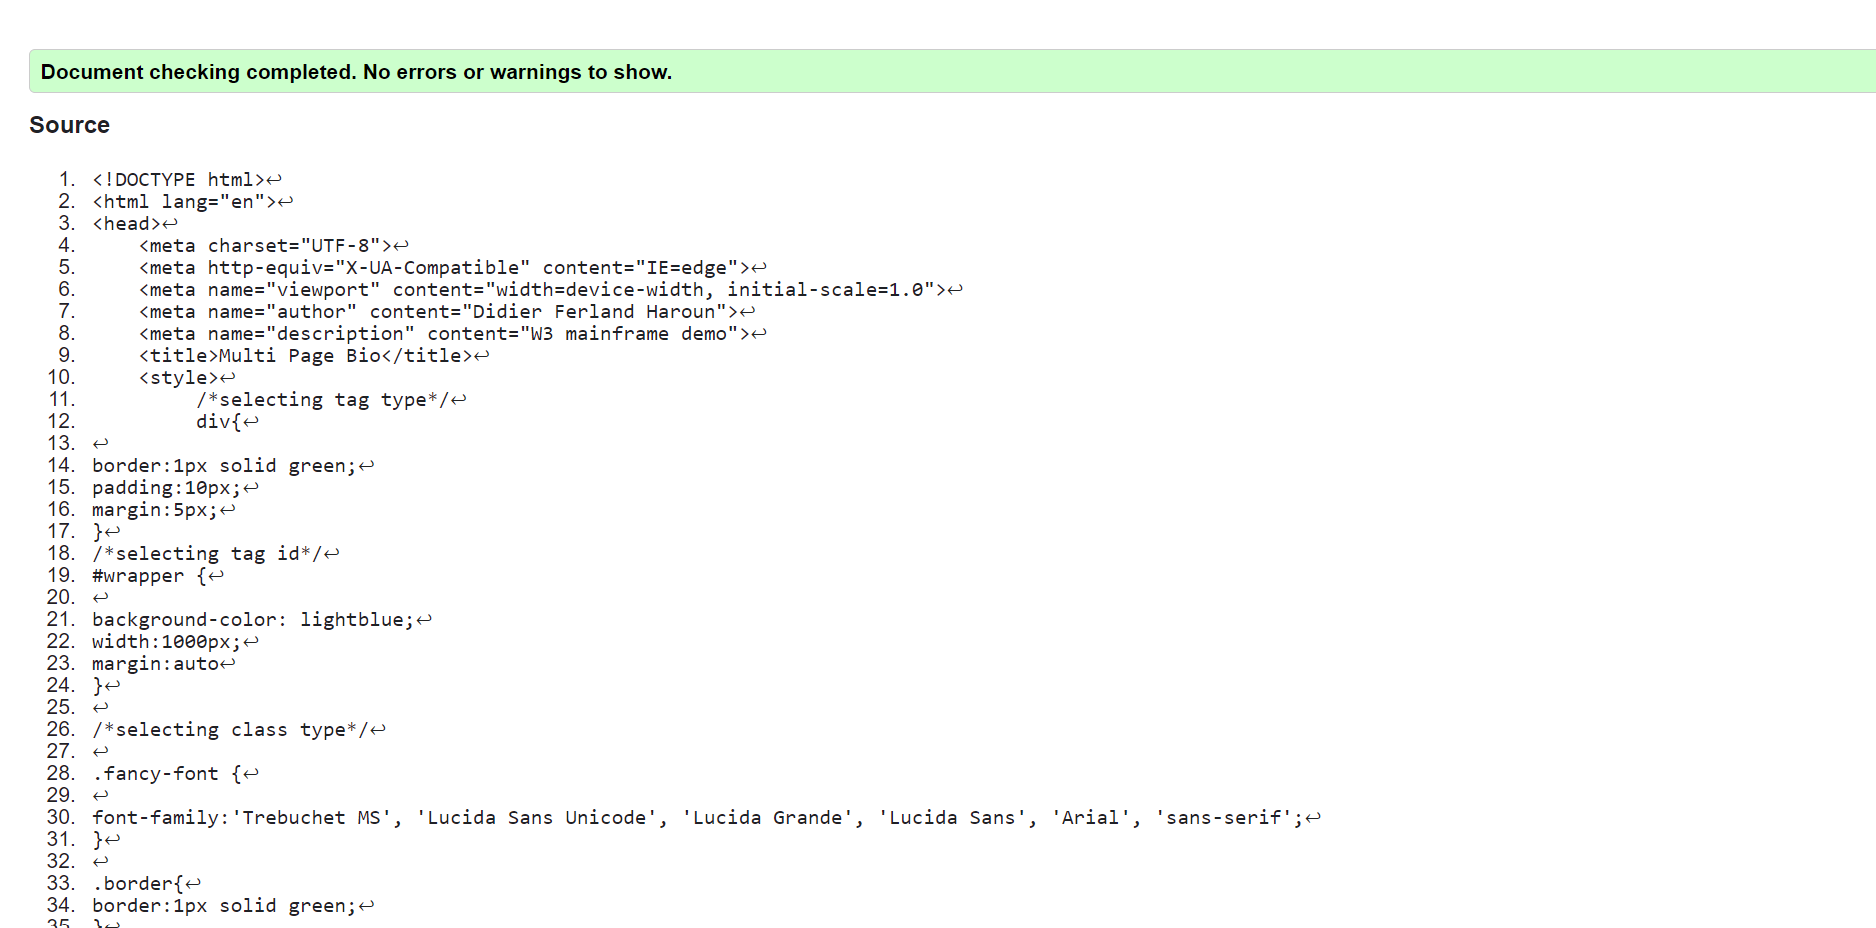 Document checking completed. No errors or warnings to show.
Source
1. <!DOCTYPE html>↩
2. <html lang="en">↩
3. <head>↩
4.     <meta charset="UTF-8">↩
5.     <meta http-equiv="X-UA-Compatible" content="IE=edge">↩
6.     <meta name="viewport" content="width=device-width, initial-scale=1.0">↩
7.     <meta name="author" content="Didier Ferland Haroun">↩
8.     <meta name="description" content="W3 mainframe demo">↩
9.     <title>Multi Page Bio</title>↩
10.     <style>↩
11.          /*selecting tag type*/↩
12.          div{↩
13. ↩
14. border:1px solid green;↩
15. padding:10px;↩
16. margin:5px;↩
17. }↩
18. /*selecting tag id*/↩
19. #wrapper {↩
20. ↩
21. background-color: lightblue;↩
22. width:1000px;↩
23. margin:auto↩
24. }↩
25. ↩
26. /*selecting class type*/↩
27. ↩
28. .fancy-font {↩
29. ↩
30. font-family:'Trebuchet MS', 'Lucida Sans Unicode', 'Lucida Grande', 'Lucida Sans', 'Arial', 'sans-serif';↩
31. }↩
32. ↩
33. .border{↩
34. border:1px solid green;↩
35. }↩